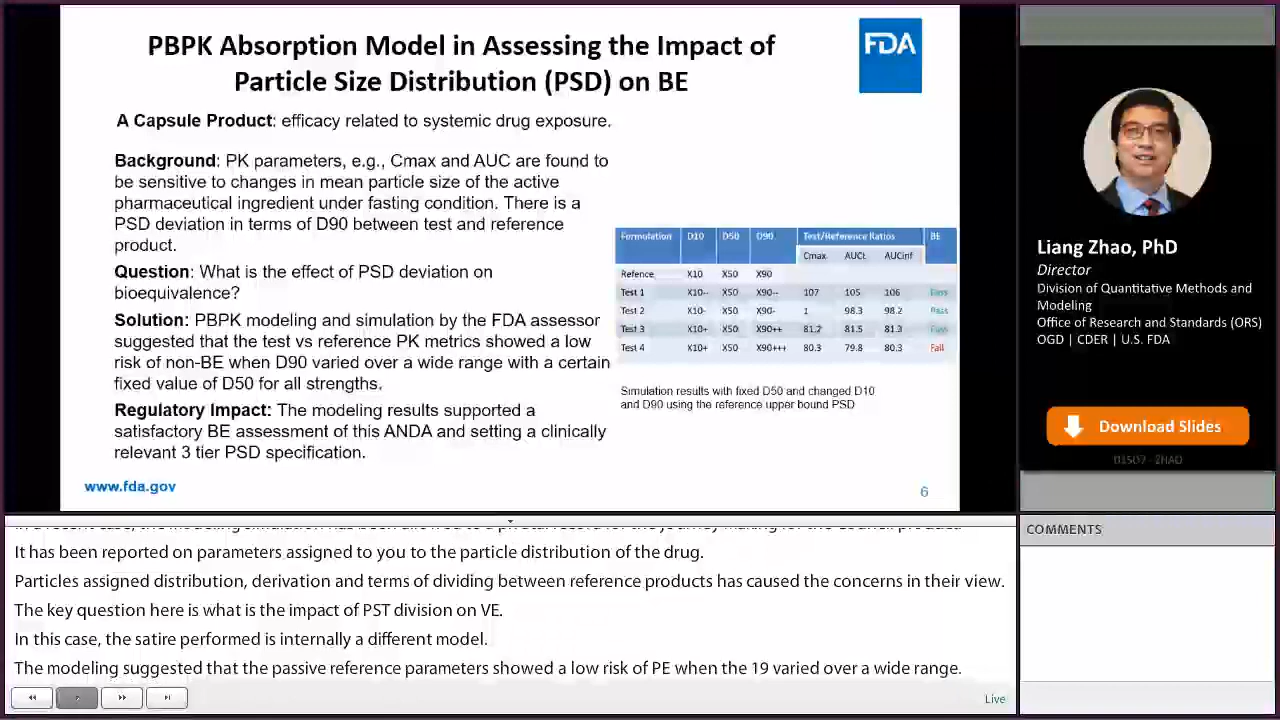 PBPK Absorption Model in Assessing the Impact of
Particle Size Distribution (PSD) on BE
FDA
A Capsule Product: efficacy related to systemic drug exposure.
Background: PK parameters, e.g., Cmax and AUC are found to
be sensitive to changes in mean particle size of the active
pharmaceutical ingredient under fasting condition. There is a
PSD deviation in terms of D90 between test and reference
product.
Question: What is the effect of PSD deviation on
bioequivalence?
Solution: PBPK modeling and simulation by the FDA assessor
suggested that the test vs reference PK metrics showed a low
risk of non-BE when D90 varied over a wide range with a certain
fixed value of D50 for all strengths.
Regulatory Impact: The modeling results supported a
satisfactory BE assessment of this ANDA and setting a clinically
relevant 3 tier PSD specification.
Formulation D10 D50 D90 Test/Reference Ratios BE
Cmax AUCt AUCinf
Refence X10 X50 X90
Test 1 X10-- X50 X90-- 107 105 106 Pass
Test 2 X10- X50 X90- 1 98.3 98.2 Pass
Test 3 X10+ X50 X90++ 81.2 81.5 81.3 Pass
Test 4 X10+ X50 X90+++ 80.3 79.8 80.3 Fail
Simulation results with fixed D50 and changed D10
and D90 using the reference upper bound PSD
www.fda.gov
6
Liang Zhao, PhD
Director
Division of Quantitative Methods and
Modeling
Office of Research and Standards (ORS)
OGD | CDER | U.S. FDA
Download Slides
01S09 - ZHAO
It has been reported on parameters assigned to you to the particle distribution of the drug.
Particles assigned distribution, derivation and terms of dividing between reference products has caused the concerns in their view.
The key question here is what is the impact of PST division on VE.
In this case, the satire performed is internally a different model.
The modeling suggested that the passive reference parameters showed a low risk of PE when the 19 varied over a wide range.
Live
COMMENTS